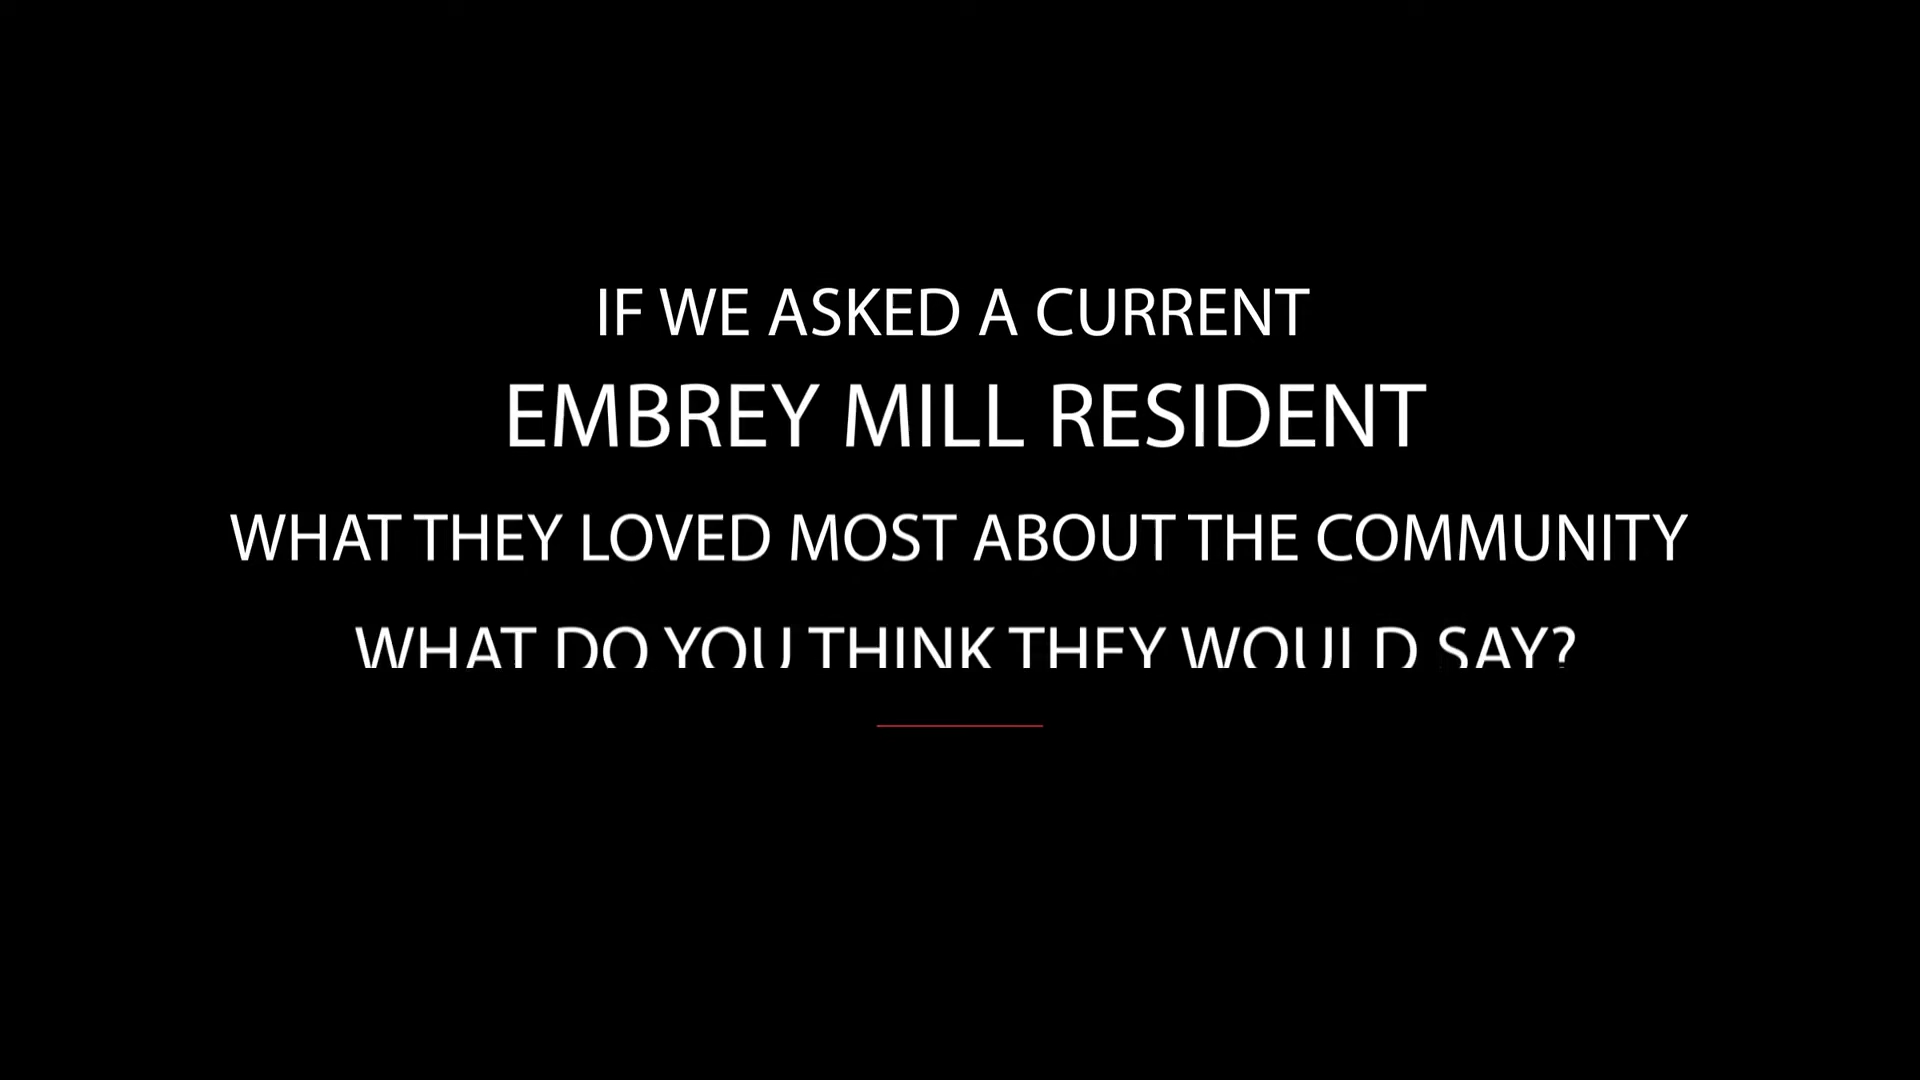 IF WE ASKED A CURRENT
EMBREY MILL RESIDENT
WHAT THEY LOVED MOST ABOUT THE COMMUNITY
WHAT DO YOU THINK THEY WOULD SAY?